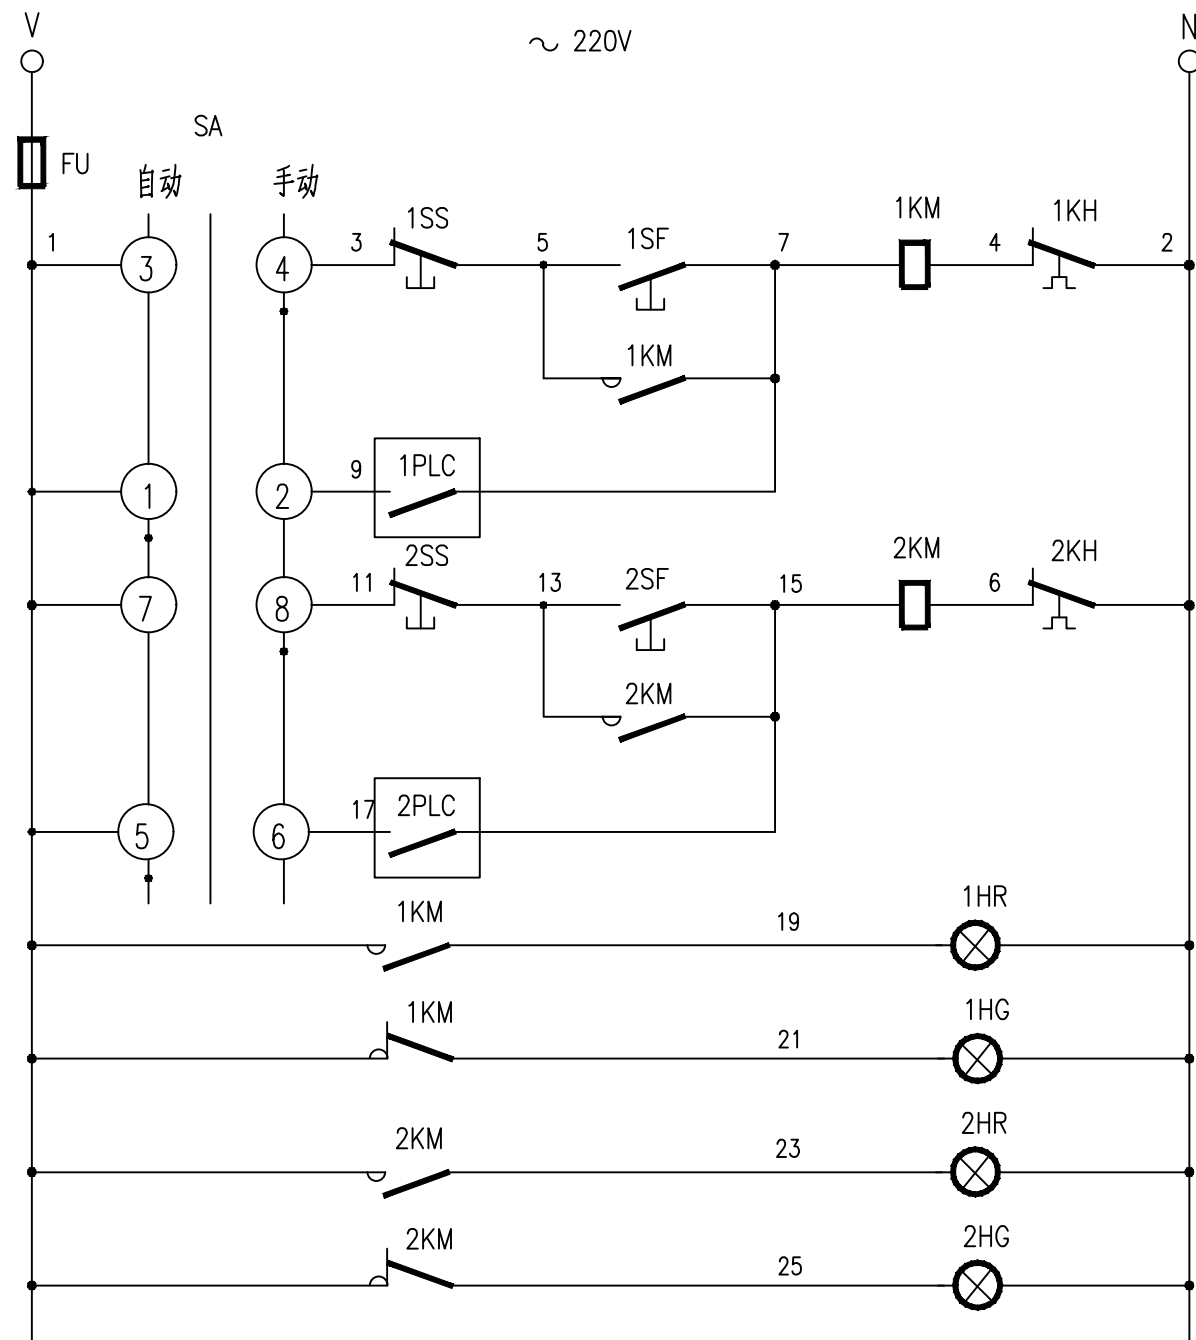 V
~ 220V
N
SA
FU
自动
手动
1
3
4
3
1SS
5
1SF
7
1KM
4
1KH
2
1KM
1
2
9
1PLC
7
8
11
2SS
13
2SF
15
2KM
6
2KH
2KM
5
6
17
2PLC
1KM
19
1HR
1KM
21
1HG
2KM
23
2HR
2KM
25
2HG